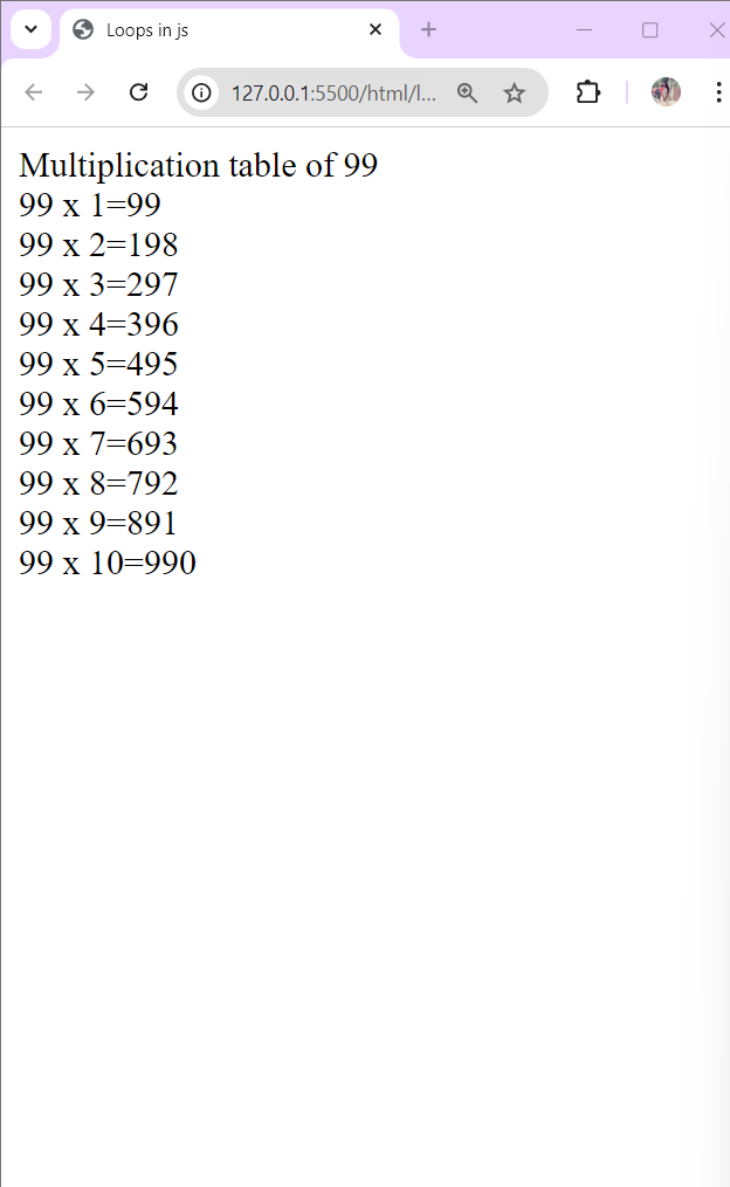 Loops in js
127.0.0.1:5500/html/l...
Multiplication table of 99
99 x 1=99
99 x 2=198
99 x 3=297
99 x 4=396
99 x 5=495
99 x 6=594
99 x 7=693
99 x 8=792
99 x 9=891
99 x 10=990